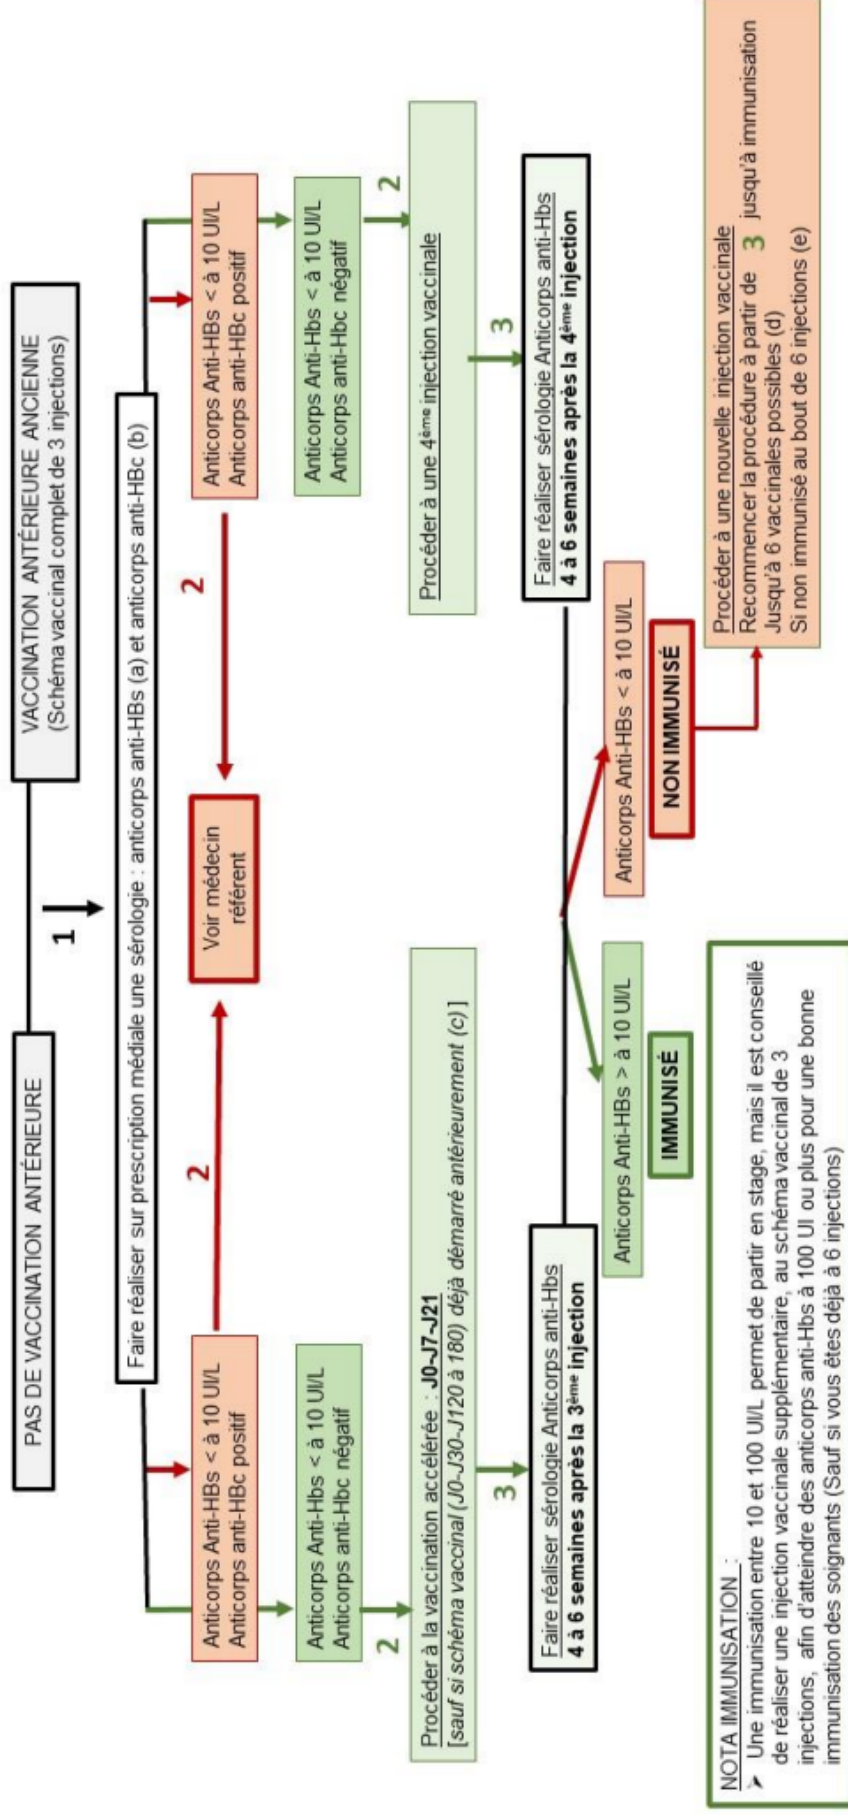 PAS DE VACCINATION ANTÉRIEURE
VACCINATION ANTÉRIEURE ANCIENNE
(Schéma vaccinal complet de 3 injections)
1
Faire réaliser sur prescription médiale une sérologie : anticorps anti-HBs (a) et anticorps anti-HBc (b)
Anticorps Anti-HBs < à 10 UI/L
Anticorps anti-HBc positif
2
Voir médecin
référent
2
Anticorps Anti-HBs < à 10 UI/L
Anticorps anti-HBc positif
Anticorps Anti-Hbs < à 10 UI/L
Anticorps anti-Hbc négatif
Anticorps Anti-Hbs < à 10 UI/L
Anticorps anti-Hbc négatif
2
2
Procéder à la vaccination accélérée : J0-J7-J21
[sauf si schéma vaccinal (J0-J30-J120 à 180) déjà démarré antérieurement (c) ]
Procéder à une 4ème injection vaccinale
3
3
Faire réaliser sérologie Anticorps anti-Hbs
4 à 6 semaines après la 3ème injection
Faire réaliser sérologie Anticorps anti-Hbs
4 à 6 semaines après la 4ème injection
Anticorps Anti-HBs > à 10 UI/L
IMMUNISÉ
Anticorps Anti-HBs < à 10 UI/L
NON IMMUNISÉ
Procéder à une nouvelle injection vaccinale
Recommencer la procédure à partir de 3 jusqu'à immunisation
Jusqu'à 6 vaccinales possibles (d)
Si non immunisé au bout de 6 injections (e)
NOTA IMMUNISATION :
➢ Une immunisation entre 10 et 100 UI/L permet de partir en stage, mais il est conseillé
de réaliser une injection vaccinale supplémentaire, au schéma vaccinal de 3
injections, afin d'atteindre des anticorps anti-Hbs à 100 UI ou plus pour une bonne
immunisation des soignants (Sauf si vous êtes déjà à 6 injections)